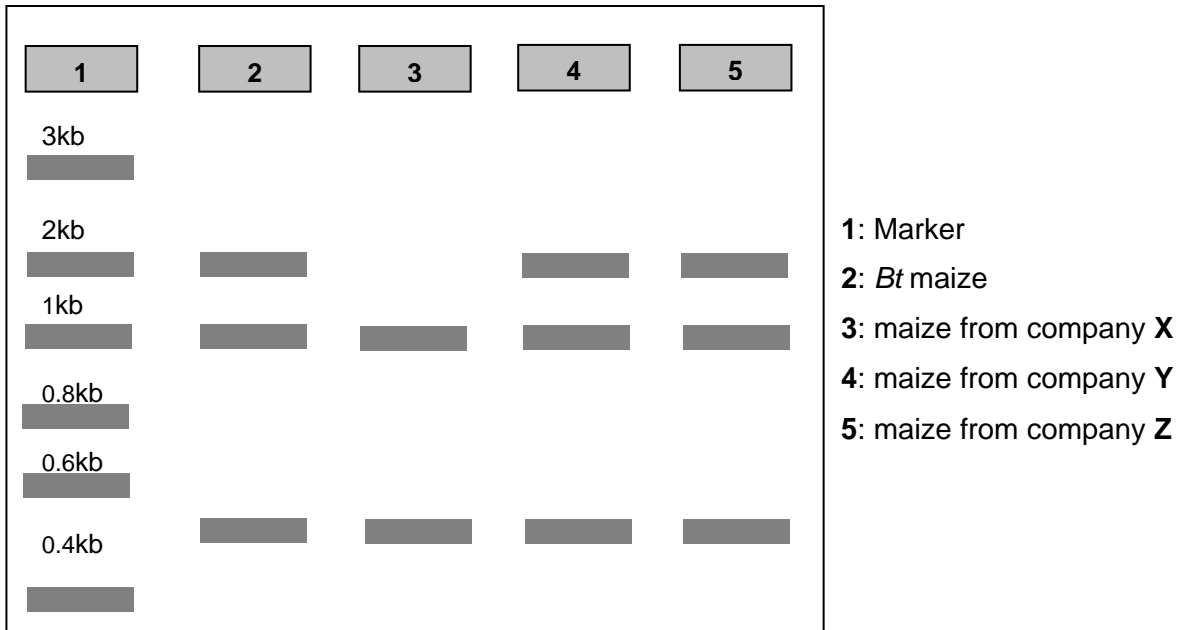 1 2 3 4 5
3kb
2kb
1kb
0.8kb
0.6kb
0.4kb
1: Marker
2: Bt maize
3: maize from company X
4: maize from company Y
5: maize from company Z